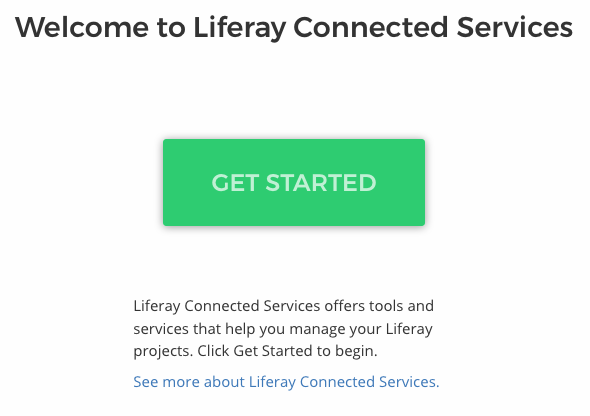 Welcome to Liferay Connected Services
GET STARTED
Liferay Connected Services offers tools and
services that help you manage your Liferay
projects. Click Get Started to begin.
See more about Liferay Connected Services.